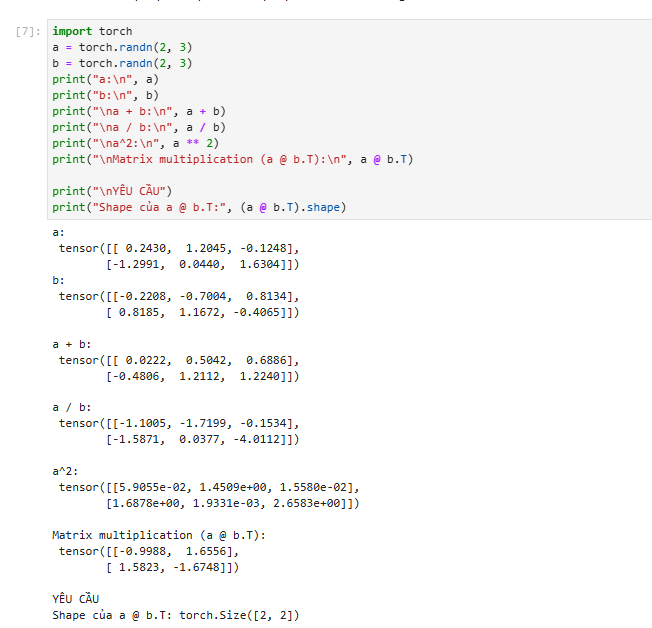 [7]: import torch
a = torch.randn(2, 3)
b = torch.randn(2, 3)
print("a:\n", a)
print("b:\n", b)
print("\na + b:\n", a + b)
print("\na / b:\n", a / b)
print("\na^2:\n", a ** 2)
print("\nMatrix multiplication (a @ b.T):\n", a @ b.T)

print("\nYÊU CẦU")
print("Shape của a @ b.T:", (a @ b.T).shape)

a:
 tensor([[ 0.2430,  1.2045, -0.1248],
        [-1.2991,  0.0440,  1.6304]])
b:
 tensor([[-0.2208, -0.7004,  0.8134],
        [ 0.8185,  1.1672, -0.4065]])

a + b:
 tensor([[ 0.0222,  0.5042,  0.6886],
        [-0.4806,  1.2112,  1.2240]])

a / b:
 tensor([[-1.1005, -1.7199, -0.1534],
        [-1.5871,  0.0377, -4.0112]])

a^2:
 tensor([[5.9055e-02, 1.4509e+00, 1.5580e-02],
        [1.6878e+00, 1.9331e-03, 2.6583e+00]])

Matrix multiplication (a @ b.T):
 tensor([[-0.9988,  1.6556],
        [ 1.5823, -1.6748]])

YÊU CẦU
Shape của a @ b.T: torch.Size([2, 2])